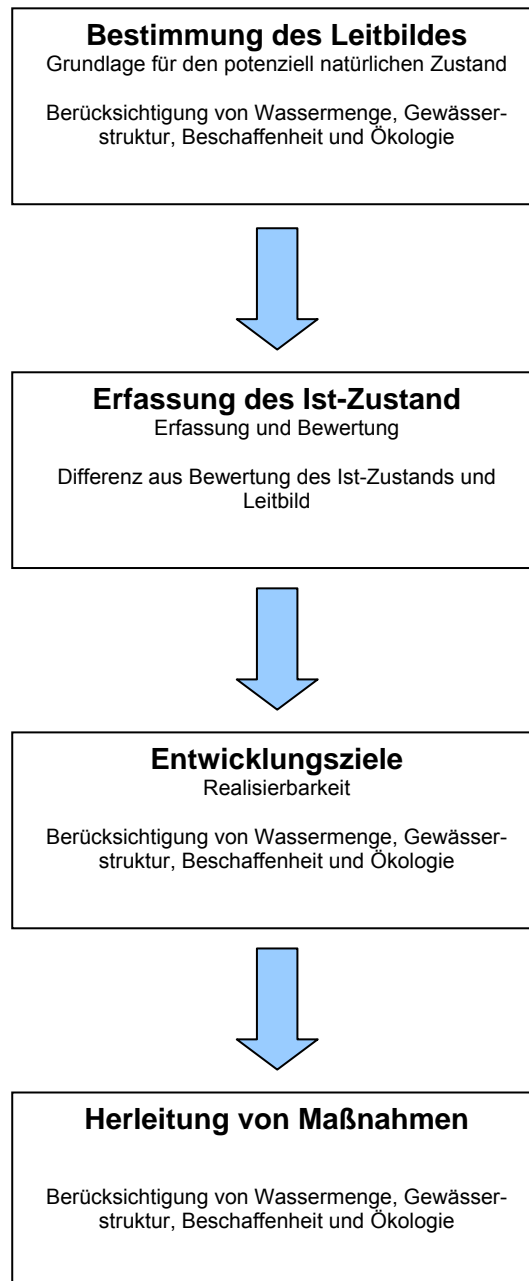 Bestimmung des Leitbildes
Grundlage für den potenziell natürlichen Zustand
Berücksichtigung von Wassermenge, Gewässer-
struktur, Beschaffenheit und Ökologie
Erfassung des Ist-Zustand
Erfassung und Bewertung
Differenz aus Bewertung des Ist-Zustands und
Leitbild
Entwicklungsziele
Realisierbarkeit
Berücksichtigung von Wassermenge, Gewässer-
struktur, Beschaffenheit und Ökologie
Herleitung von Maßnahmen
Berücksichtigung von Wassermenge, Gewässer-
struktur, Beschaffenheit und Ökologie